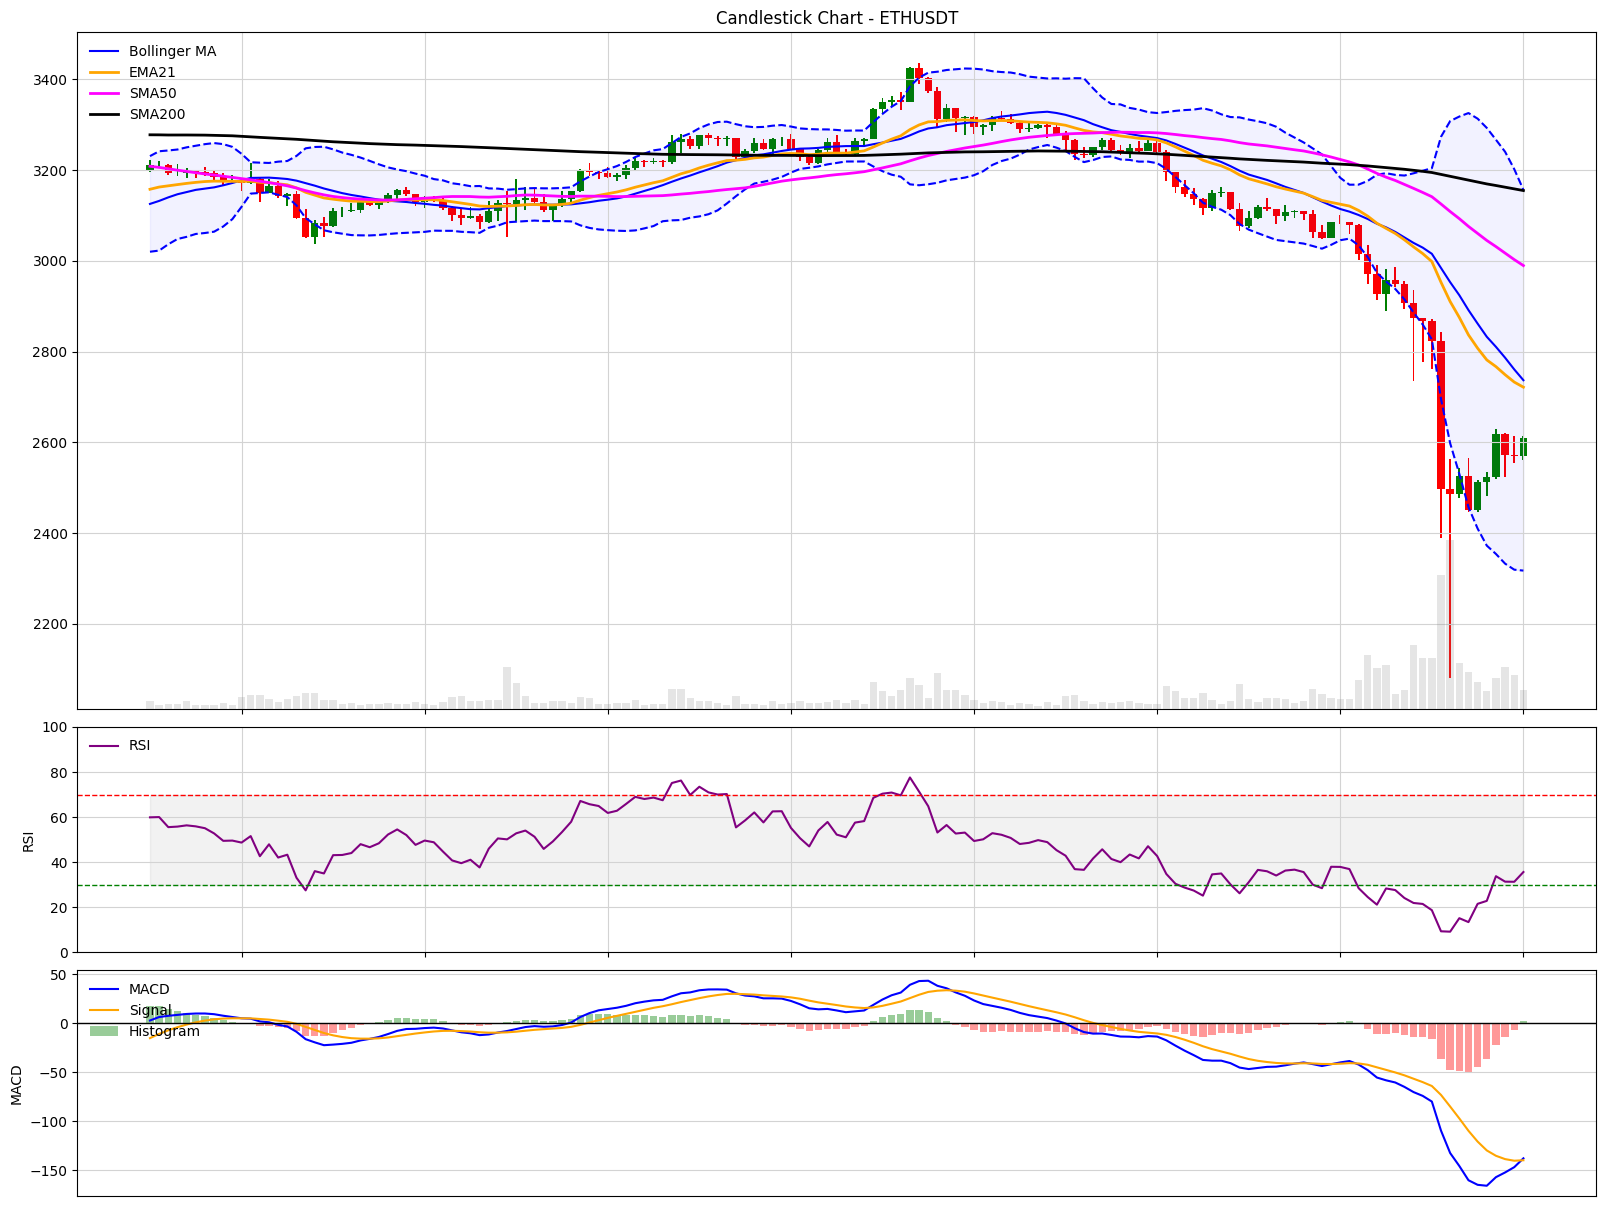 Candlestick Chart - ETHUSDT
Bollinger MA
EMA21
SMA50
SMA200
3400
3200
3000
2800
2600
2400
2200
RSI
RSI
100
80
60
40
20
0
MACD
Signal
Histogram
MACD
50
0
−50
−100
−150